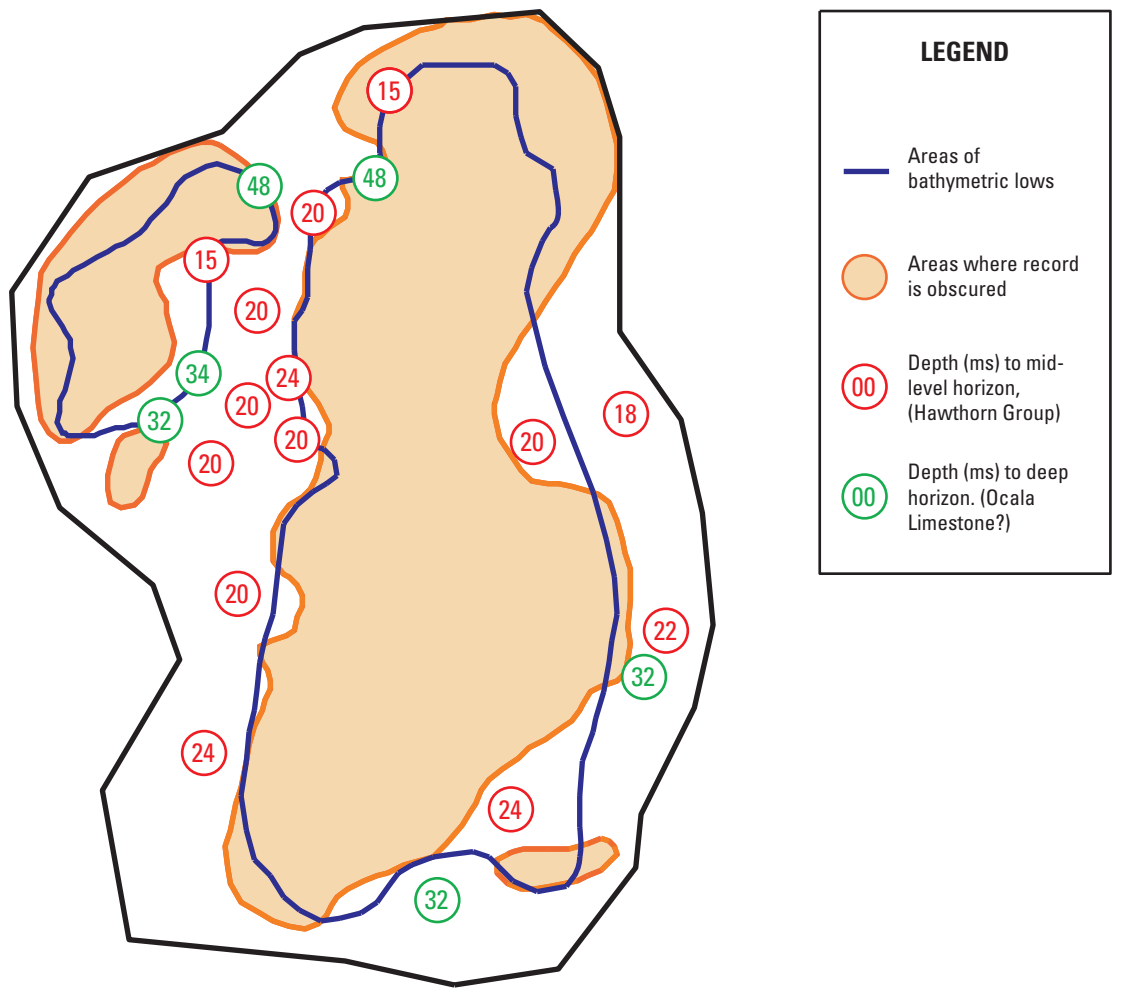 LEGEND
Areas of
bathymetric lows
Areas where record
is obscured
00
Depth (ms) to mid-
level horizon,
(Hawthorn Group)
00
Depth (ms) to deep
horizon. (Ocala
Limestone?)
15
48
48
20
15
20
34
24
20
32
20
20
20
18
20
22
32
24
24
32